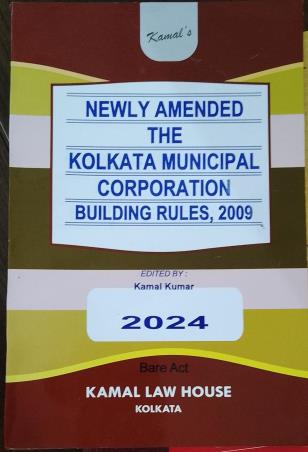 Kamal's
NEWLY AMENDED
THE
KOLKATA MUNICIPAL
CORPORATION
BUILDING RULES, 2009
EDITED BY :
Kamal Kumar
2024
Bare Act
KAMAL LAW HOUSE
KOLKATA